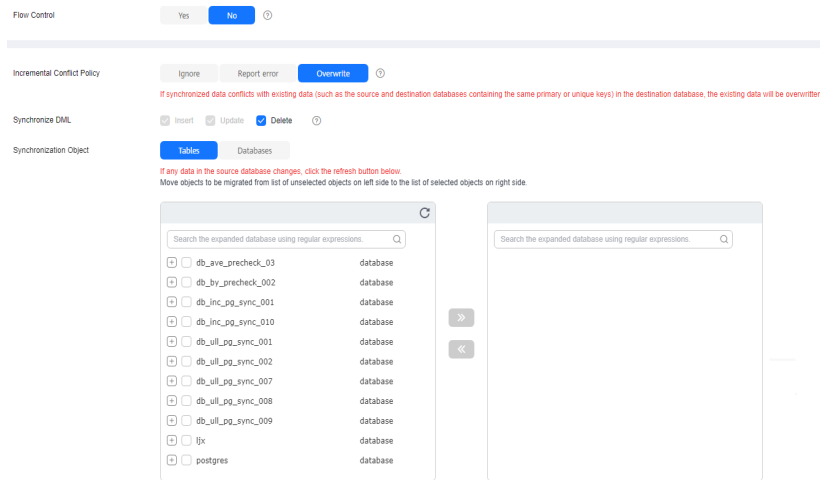 Flow Control Yes No
Incremental Conflict Policy Ignore Report error Overwrite
If synchronized data conflicts with existing data (such as the source and destination databases containing the same primary or unique keys) in the destination database, the existing data will be overwritten
Synchronize DML Insert Update Delete
Synchronization Object Tables Databases
If any data in the source database changes, click the refresh button below.
Move objects to be migrated from list of unselected objects on left side to the list of selected objects on right side.
Search the expanded database using regular expressions. Search the expanded database using regular expressions.
db_ave_precheck_03 database
db_by_precheck_002 database
db_inc_pg_sync_001 database
db_inc_pg_sync_010 database
db_ull_pg_sync_001 database
db_ull_pg_sync_002 database
db_ull_pg_sync_007 database
db_ull_pg_sync_008 database
db_ull_pg_sync_009 database
ljx database
postgres database